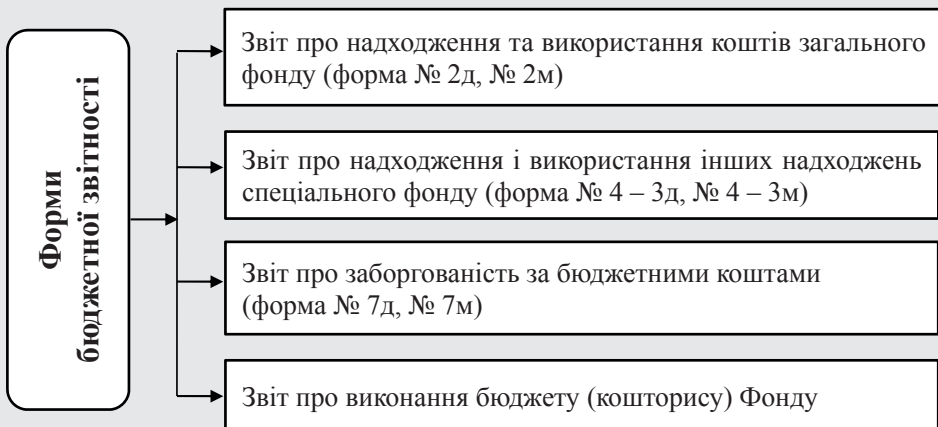 Форми
бюджетної звітності
Звіт про надходження та використання коштів загального
фонду (форма № 2д, № 2м)
Звіт про надходження і використання інших надходжень
спеціального фонду (форма № 4 – 3д, № 4 – 3м)
Звіт про заборгованість за бюджетними коштами
(форма № 7д, № 7м)
Звіт про виконання бюджету (кошторису) Фонду